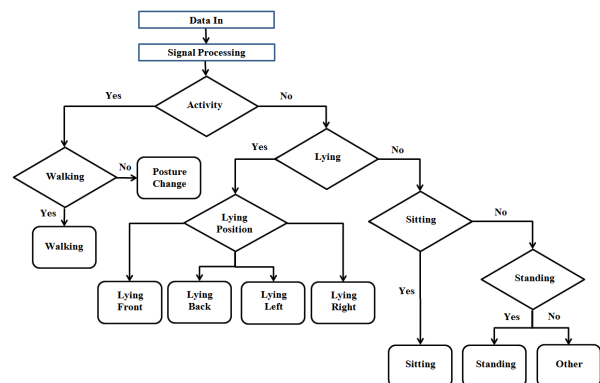 Data In
Signal Processing
Yes
Activity
No
Yes
Lying
No
Walking
No
Posture
Change
Yes
Walking
Lying
Position
Sitting
No
Lying
Front
Lying
Back
Lying
Left
Lying
Right
Standing
Yes
Yes
No
Sitting
Standing
Other